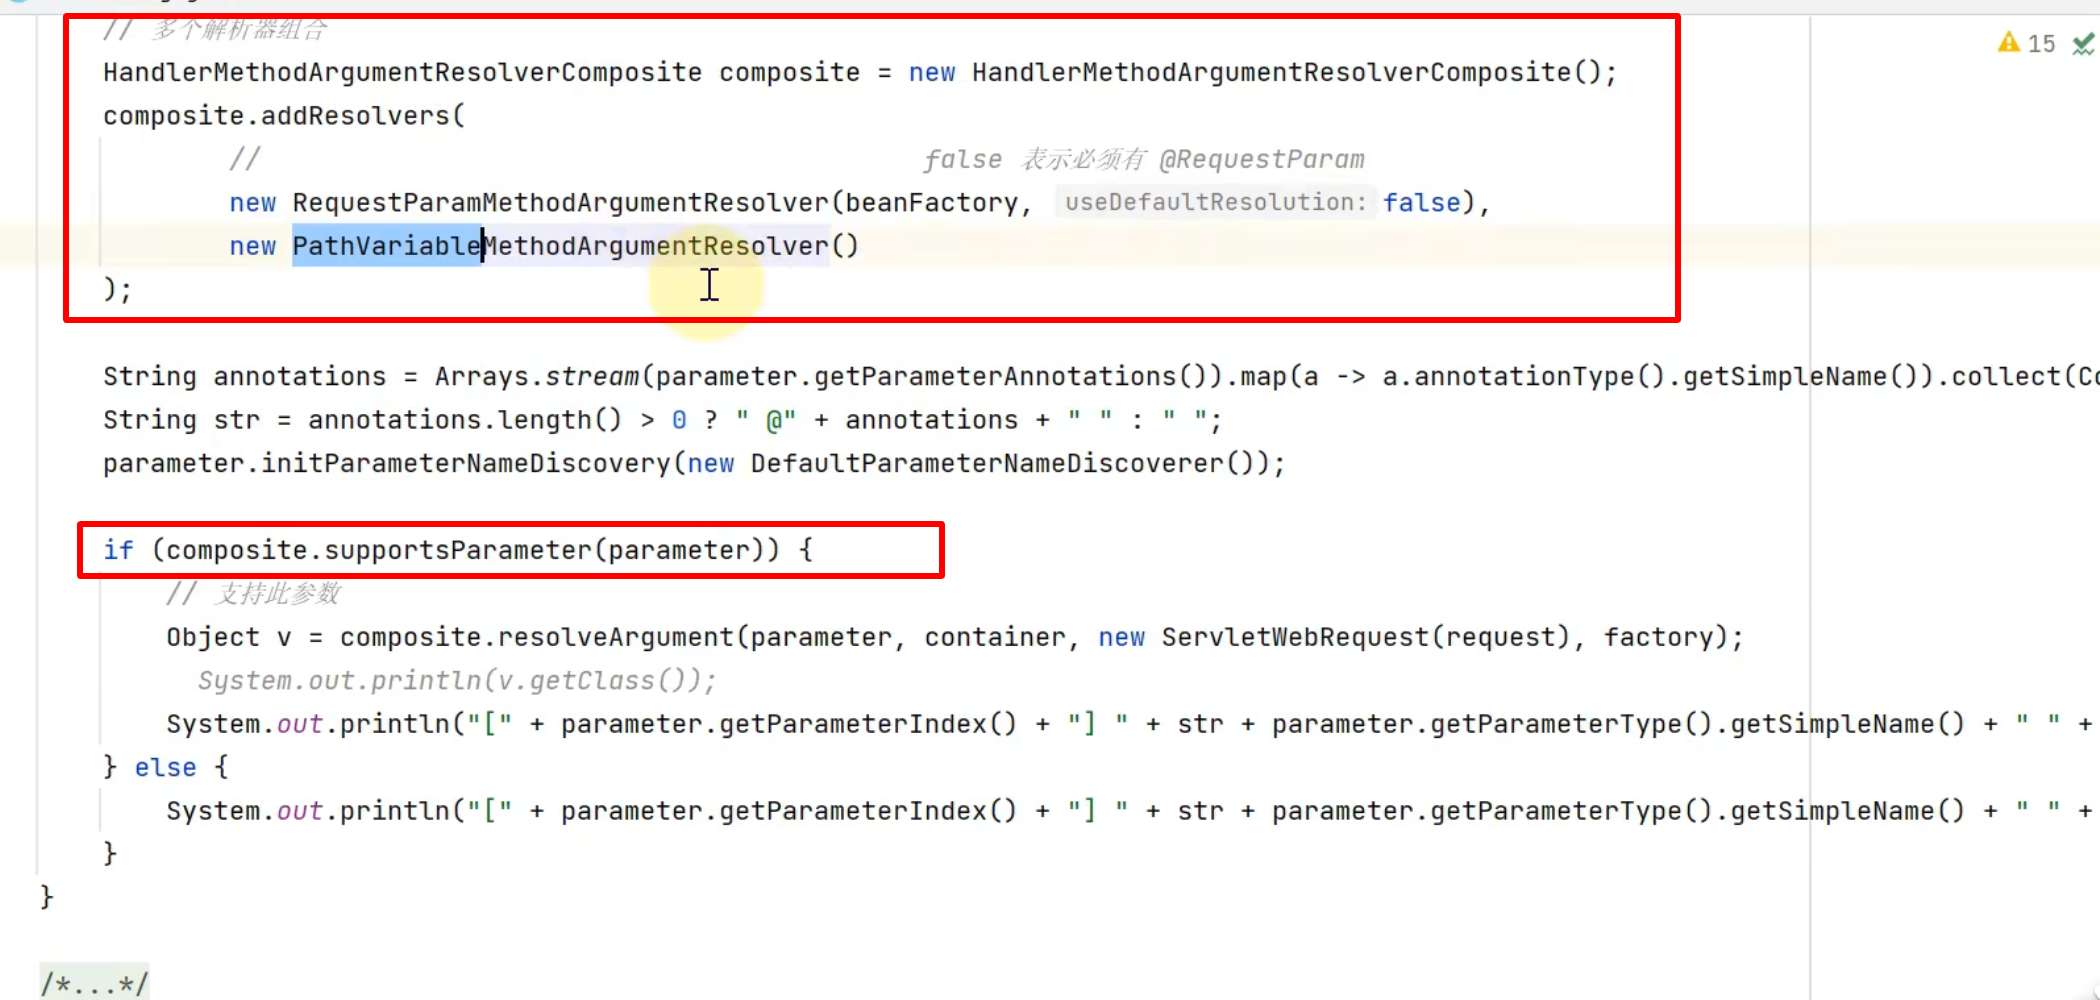 // 多个解析器组合
15
HandlerMethodArgumentResolverComposite composite = new HandlerMethodArgumentResolverComposite();
composite.addResolvers(
// false 表示必须有 @RequestParam
new RequestParamMethodArgumentResolver(beanFactory, useDefaultResolution: false),
new PathVariableMethodArgumentResolver()
);
String annotations = Arrays.stream(parameter.getParameterAnnotations()).map(a -> a.annotationType().getSimpleName()).collect(Co
String str = annotations.length() > 0 ? " @" + annotations + " " : " ";
parameter.initParameterNameDiscovery(new DefaultParameterNameDiscoverer());
if (composite.supportsParameter(parameter)) {
// 支持此参数
Object v = composite.resolveArgument(parameter, container, new ServletWebRequest(request), factory);
System.out.println(v.getClass());
System.out.println("[" + parameter.getParameterIndex() + "] " + str + parameter.getParameterType().getSimpleName() + " " +
} else {
System.out.println("[" + parameter.getParameterIndex() + "] " + str + parameter.getParameterType().getSimpleName() + " " +
}
}
/*...*/